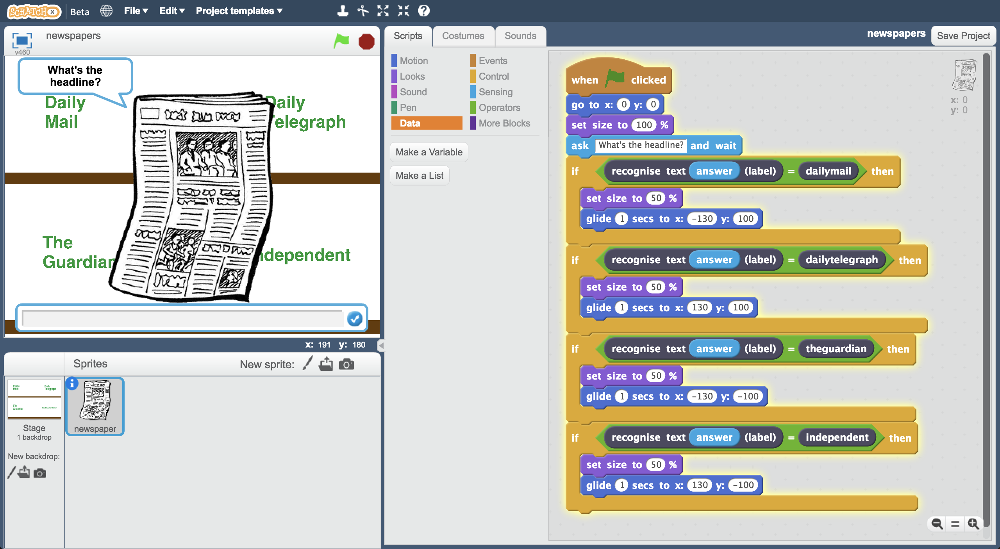 SCRATCHX Beta File Edit Project templates
newspapers
v460
What's the
headline?
Daily
Mail
Daily
Telegraph
The
Guardian
ndependent
x: 191 y: 180
Sprites New sprite:
Stage
1 backdrop
New backdrop:
newspaper
Scripts Costumes Sounds
newspapers Save Project
Motion Events
Looks Control
Sound Sensing
Pen Operators
Data More Blocks
Make a Variable
Make a List
when clicked
go to x: 0 y: 0
set size to 100 %
ask What's the headline? and wait
if recognise text answer (label) = dailymail then
set size to 50 %
glide 1 secs to x: -130 y: 100
if recognise text answer (label) = dailytelegraph then
set size to 50 %
glide 1 secs to x: 130 y: 100
if recognise text answer (label) = theguardian then
set size to 50 %
glide 1 secs to x: -130 y: -100
if recognise text answer (label) = independent then
set size to 50 %
glide 1 secs to x: 130 y: -100
x: 0
y: 0